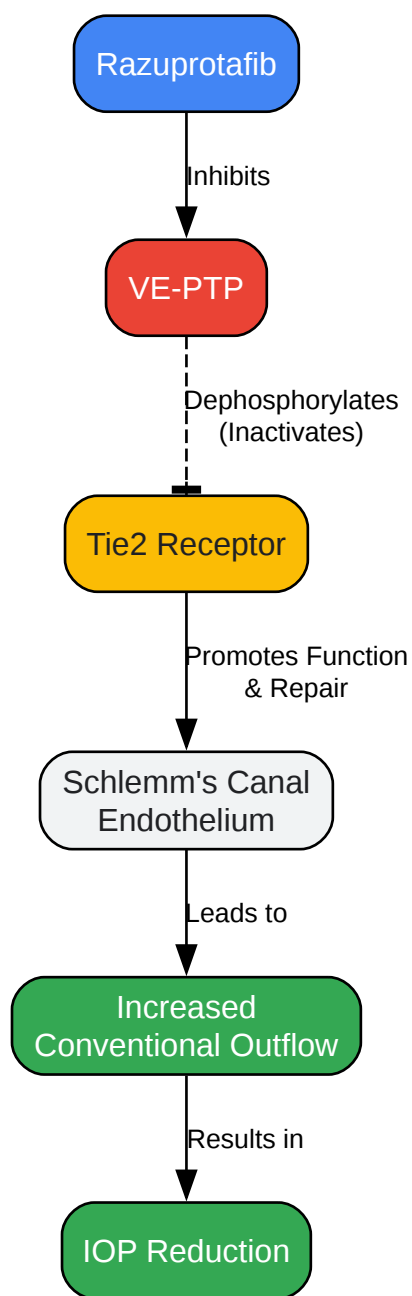 Razuprotafib
Inhibits
VE-PTP
Dephosphorylates
(Inactivates)
Tie2 Receptor
Promotes Function
& Repair
Schlemm's Canal
Endothelium
Leads to
Increased
Conventional Outflow
Results in
IOP Reduction